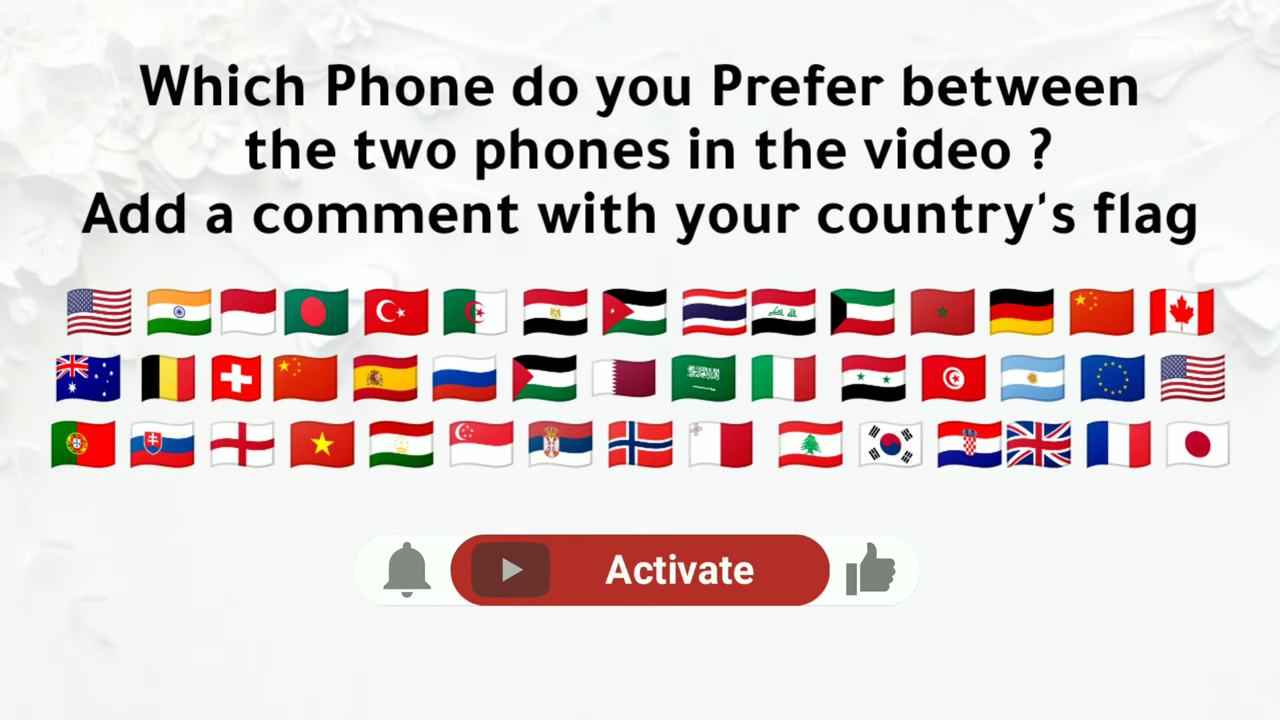 Which Phone do you Prefer between
the two phones in the video ?
Add a comment with your country's flag
Activate